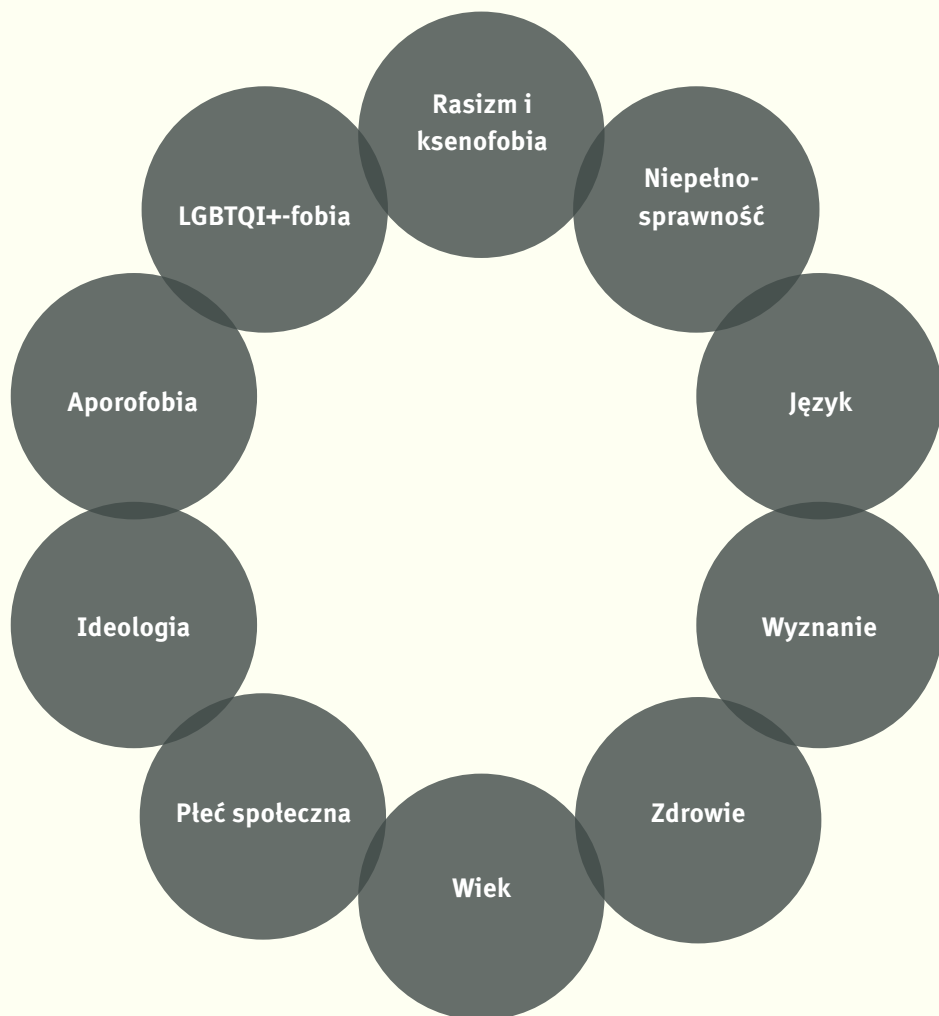 Rasizm i
ksenofobia
Niepełno-
sprawność
LGBTQI+-fobia
Aporofobia
Język
Ideologia
Wyznanie
Płeć społeczna
Zdrowie
Wiek